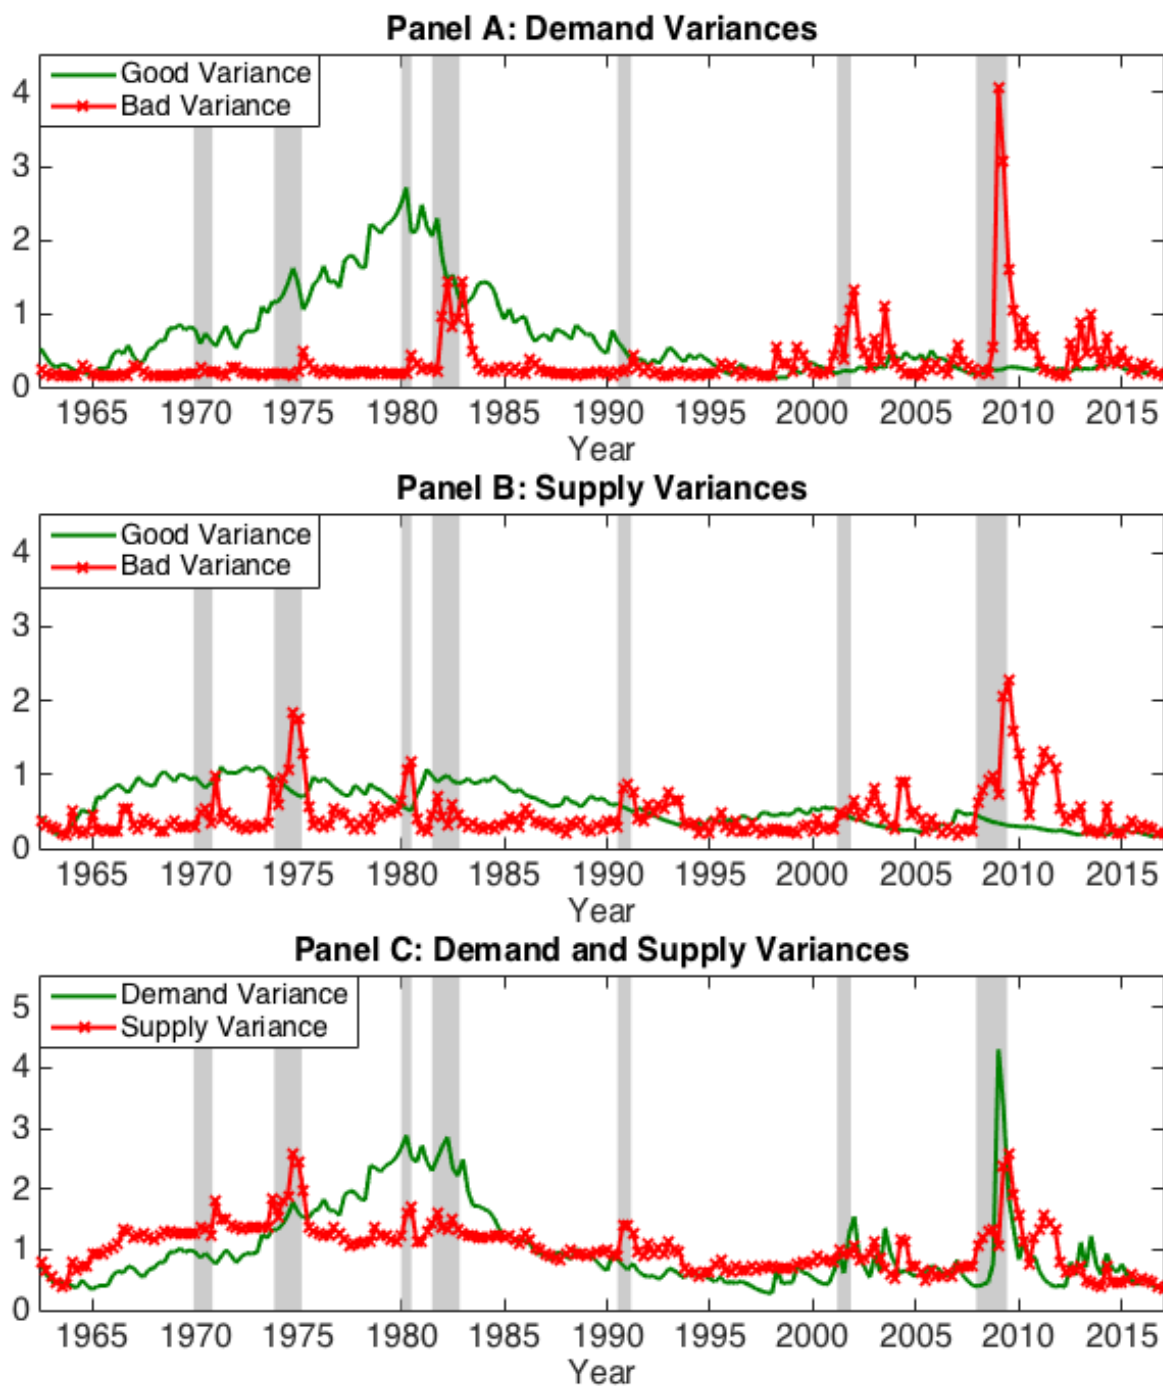 Panel A: Demand Variances
Good Variance
Bad Variance
4
3
2
1
0
1965 1970 1975 1980 1985 1990 1995 2000 2005 2010 2015
Year
Panel B: Supply Variances
Good Variance
Bad Variance
4
3
2
1
0
1965 1970 1975 1980 1985 1990 1995 2000 2005 2010 2015
Year
Panel C: Demand and Supply Variances
Demand Variance
Supply Variance
5
4
3
2
1
0
1965 1970 1975 1980 1985 1990 1995 2000 2005 2010 2015
Year